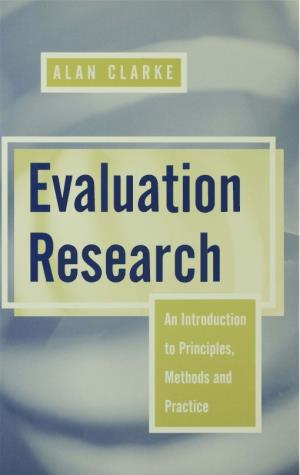 ALAN CLARKE
Evaluation
Research
An Introduction
to Principles,
Methods and
Practice